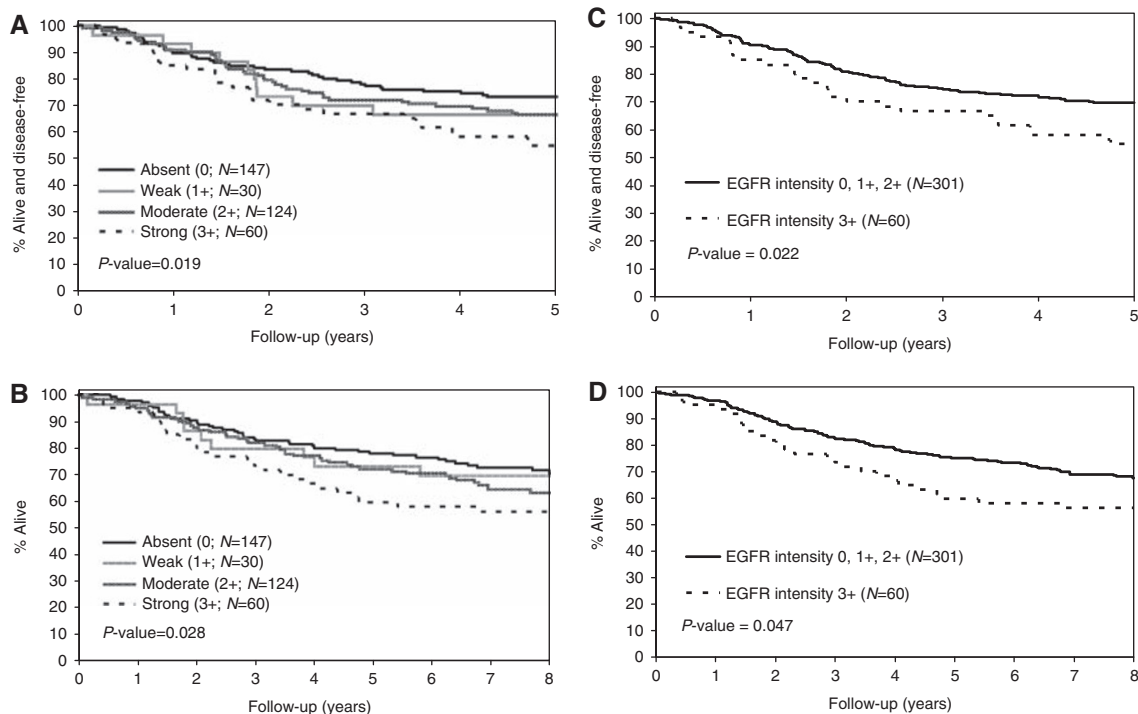 A
% Alive and disease-free
100
90
80
70
60
50
40
30
20
10
0
Absent (0; N=147)
Weak (1+; N=30)
Moderate (2+; N=124)
Strong (3+; N=60)
P-value=0.019
0 1 2 3 4 5
Follow-up (years)
C
% Alive and disease-free
100
90
80
70
60
50
40
30
20
10
0
EGFR intensity 0, 1+, 2+ (N=301)
EGFR intensity 3+ (N=60)
P-value = 0.022
0 1 2 3 4 5
Follow-up (years)
B
% Alive
100
90
80
70
60
50
40
30
20
10
0
Absent (0; N=147)
Weak (1+; N=30)
Moderate (2+; N=124)
Strong (3+; N=60)
P-value=0.028
0 1 2 3 4 5 6 7 8
Follow-up (years)
D
% Alive
100
90
80
70
60
50
40
30
20
10
0
EGFR intensity 0, 1+, 2+ (N=301)
EGFR intensity 3+ (N=60)
P-value = 0.047
0 1 2 3 4 5 6 7 8
Follow-up (years)